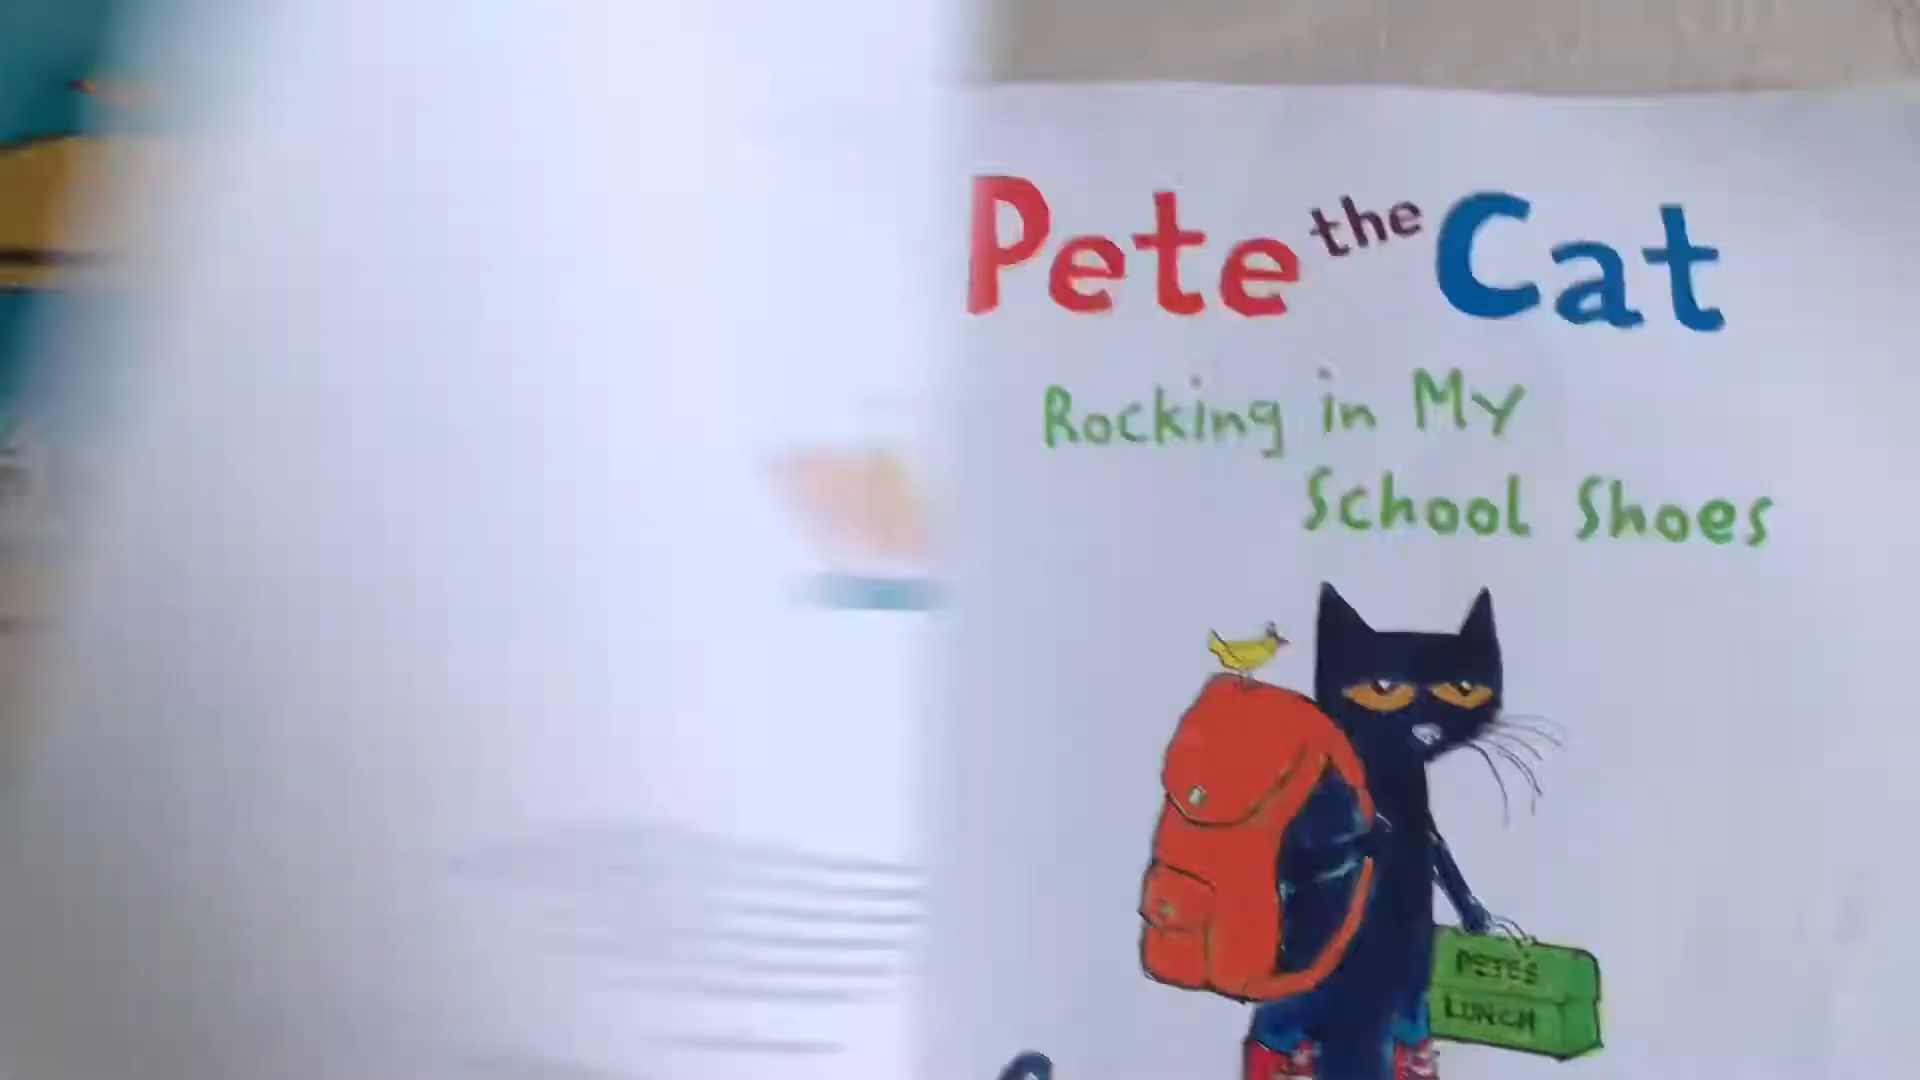 Pete the Cat
Rocking in My
School Shoes
PETE'S
LUNCH